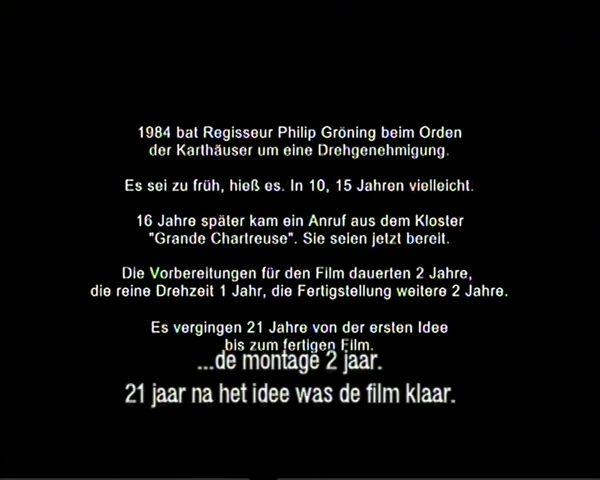 1984 bat Regisseur Philip Gröning beim Orden
der Karthäuser um eine Drehgenehmigung.
Es sei zu früh, hieß es. In 10, 15 Jahren vielleicht.
16 Jahre später kam ein Anruf aus dem Kloster
"Grande Chartreuse". Sie seien jetzt bereit.
Die Vorbereitungen für den Film dauerten 2 Jahre,
die reine Drehzeit 1 Jahr, die Fertigstellung weitere 2 Jahre.
Es vergingen 21 Jahre von der ersten Idee
bis zum fertigen Film.
...de montage 2 jaar.
21 jaar na het idee was de film klaar.